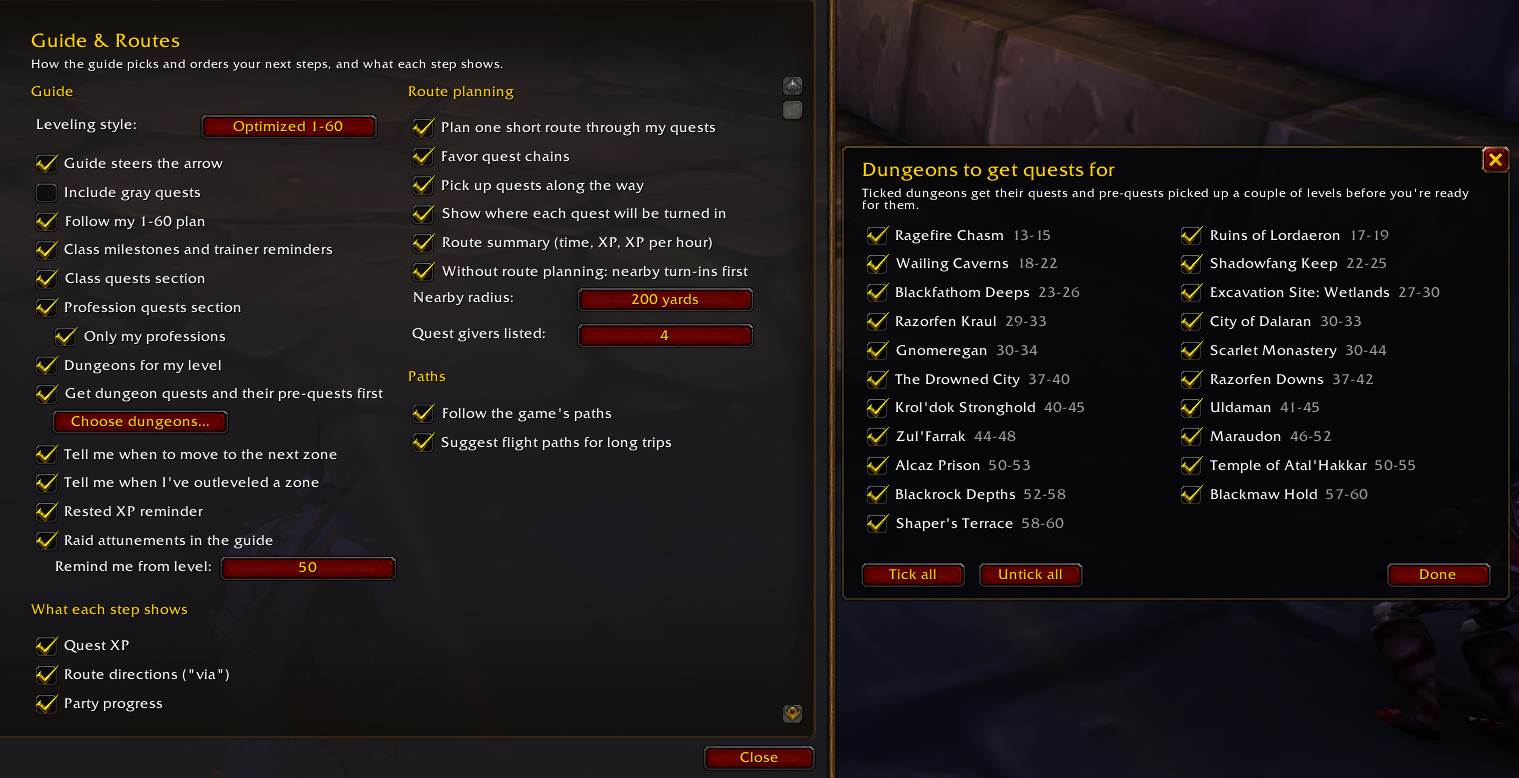 Guide & Routes
How the guide picks and orders your next steps, and what each step shows.
Guide
Leveling style:
Optimized 1-60
Guide steers the arrow
Include gray quests
Follow my 1-60 plan
Class milestones and trainer reminders
Class quests section
Profession quests section
Only my professions
Dungeons for my level
Get dungeon quests and their pre-quests first
Choose dungeons...
Tell me when to move to the next zone
Tell me when I've outleveled a zone
Rested XP reminder
Raid attunements in the guide
Remind me from level:
50
What each step shows
Quest XP
Route directions ("via")
Party progress
Route planning
Plan one short route through my quests
Favor quest chains
Pick up quests along the way
Show where each quest will be turned in
Route summary (time, XP, XP per hour)
Without route planning: nearby turn-ins first
Nearby radius:
200 yards
Quest givers listed:
4
Paths
Follow the game's paths
Suggest flight paths for long trips
Close
Dungeons to get quests for
Ticked dungeons get their quests and pre-quests picked up a couple of levels before you're ready
for them.
Ragefire Chasm 13-15
Ruins of Lordaeron 17-19
Wailing Caverns 18-22
Shadowfang Keep 22-25
Blackfathom Deeps 23-26
Excavation Site: Wetlands 27-30
Razorfen Kraul 29-33
City of Dalaran 30-33
Gnomeregan 30-34
Scarlet Monastery 30-44
The Drowned City 37-40
Razorfen Downs 37-42
Krol'dok Stronghold 40-45
Uldaman 41-45
Zul'Farrak 44-48
Maraudon 46-52
Alcaz Prison 50-53
Temple of Atal'Hakkar 50-55
Blackrock Depths 52-58
Blackmaw Hold 57-60
Shaper's Terrace 58-60
Tick all
Untick all
Done